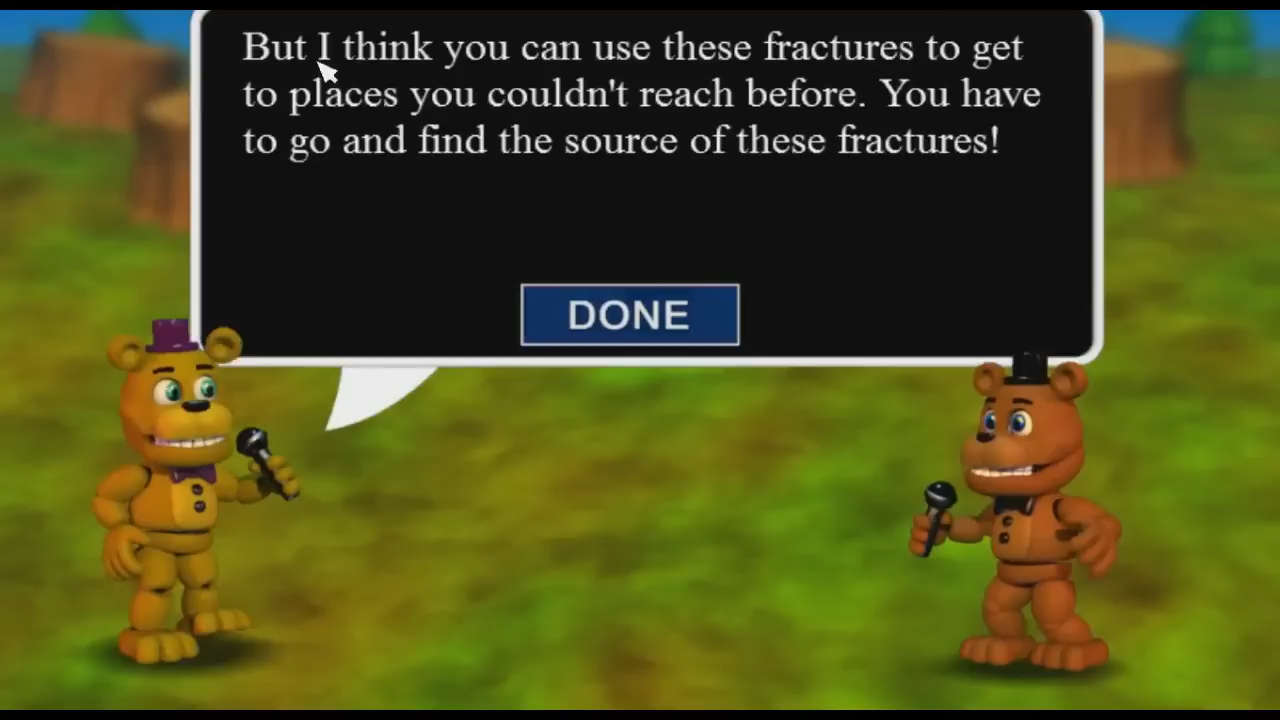 But I think you can use these fractures to get
to places you couldn't reach before. You have
to go and find the source of these fractures!
DONE